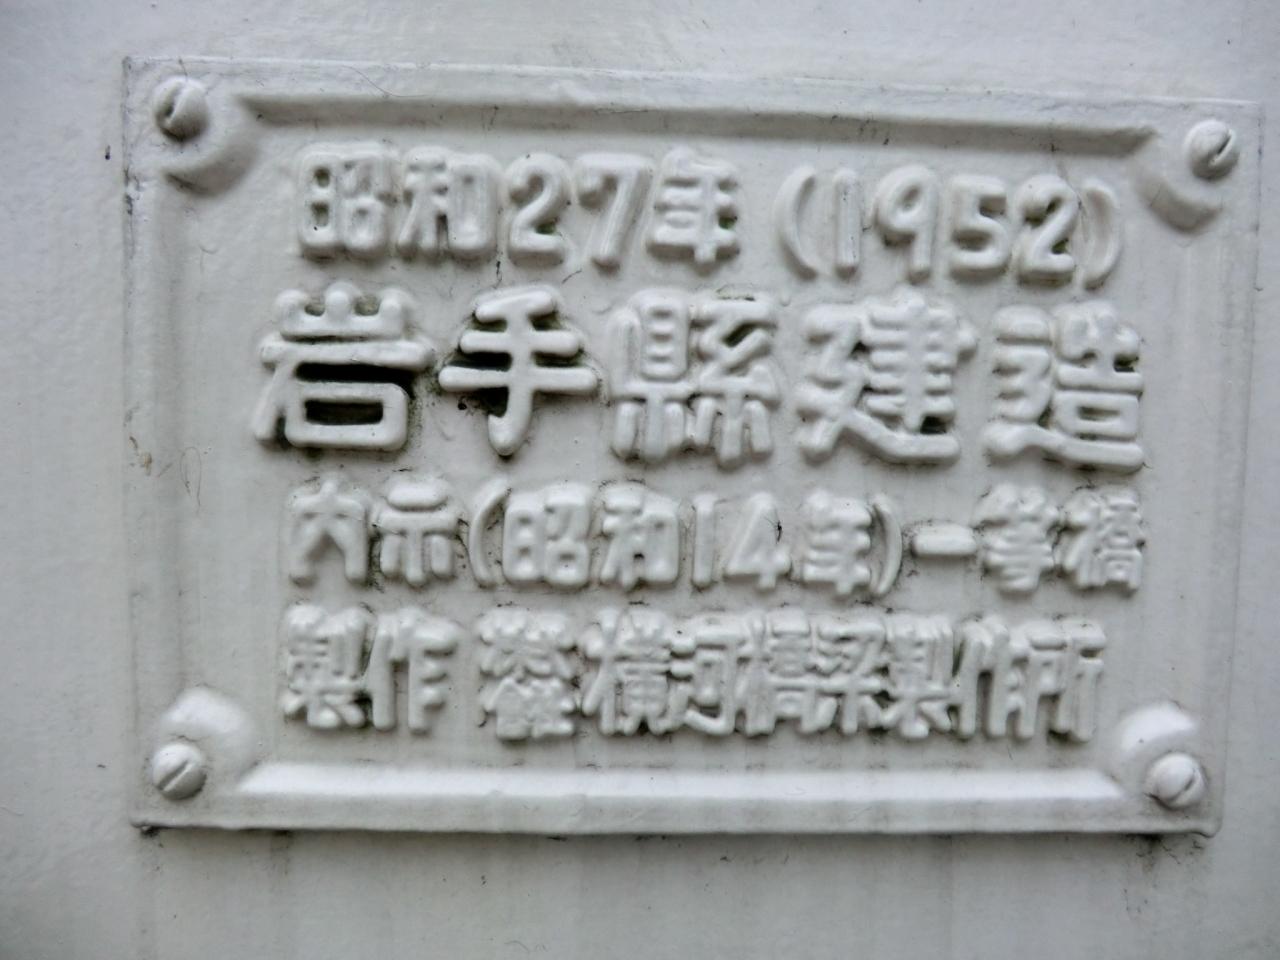 昭和27年(1952)
岩手縣建造
内示(昭和14年)一等橋
製作 横河橋梁製作所